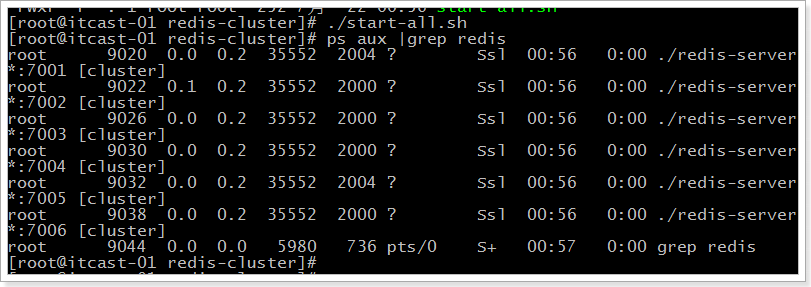 [root@itcast-01 redis-cluster]# ./start-all.sh
[root@itcast-01 redis-cluster]# ps aux |grep redis
root      9020  0.0  0.2  35552  2004 ?        Ssl  00:56   0:00 ./redis-server
*:7001 [cluster]
root      9022  0.1  0.2  35552  2000 ?        Ssl  00:56   0:00 ./redis-server
*:7002 [cluster]
root      9026  0.0  0.2  35552  2000 ?        Ssl  00:56   0:00 ./redis-server
*:7003 [cluster]
root      9030  0.0  0.2  35552  2000 ?        Ssl  00:56   0:00 ./redis-server
*:7004 [cluster]
root      9032  0.0  0.2  35552  2004 ?        Ssl  00:56   0:00 ./redis-server
*:7005 [cluster]
root      9038  0.0  0.2  35552  2000 ?        Ssl  00:56   0:00 ./redis-server
*:7006 [cluster]
root      9044  0.0  0.0   5980   736 pts/0    S+   00:57   0:00 grep redis
[root@itcast-01 redis-cluster]#